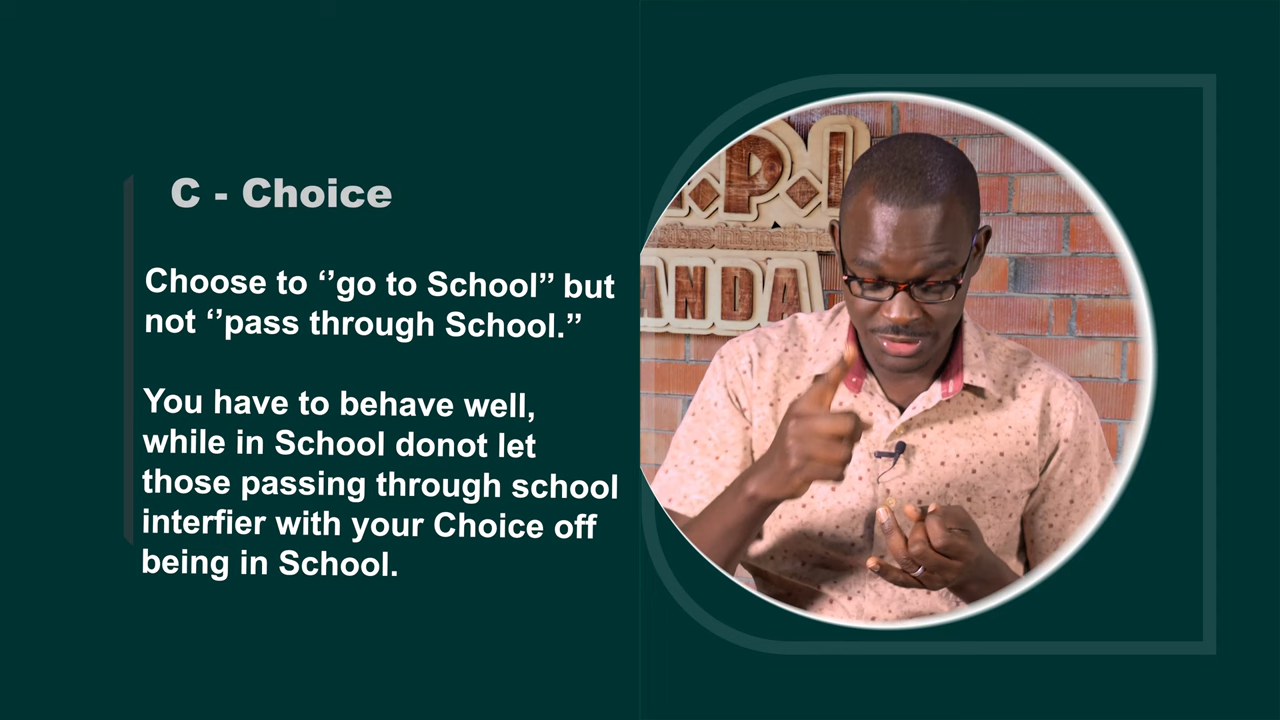 C - Choice
Choose to ‘’go to School’’ but
not ‘’pass through School.’’
You have to behave well,
while in School donot let
those passing through school
interfier with your Choice off
being in School.
.P.I
ANDA